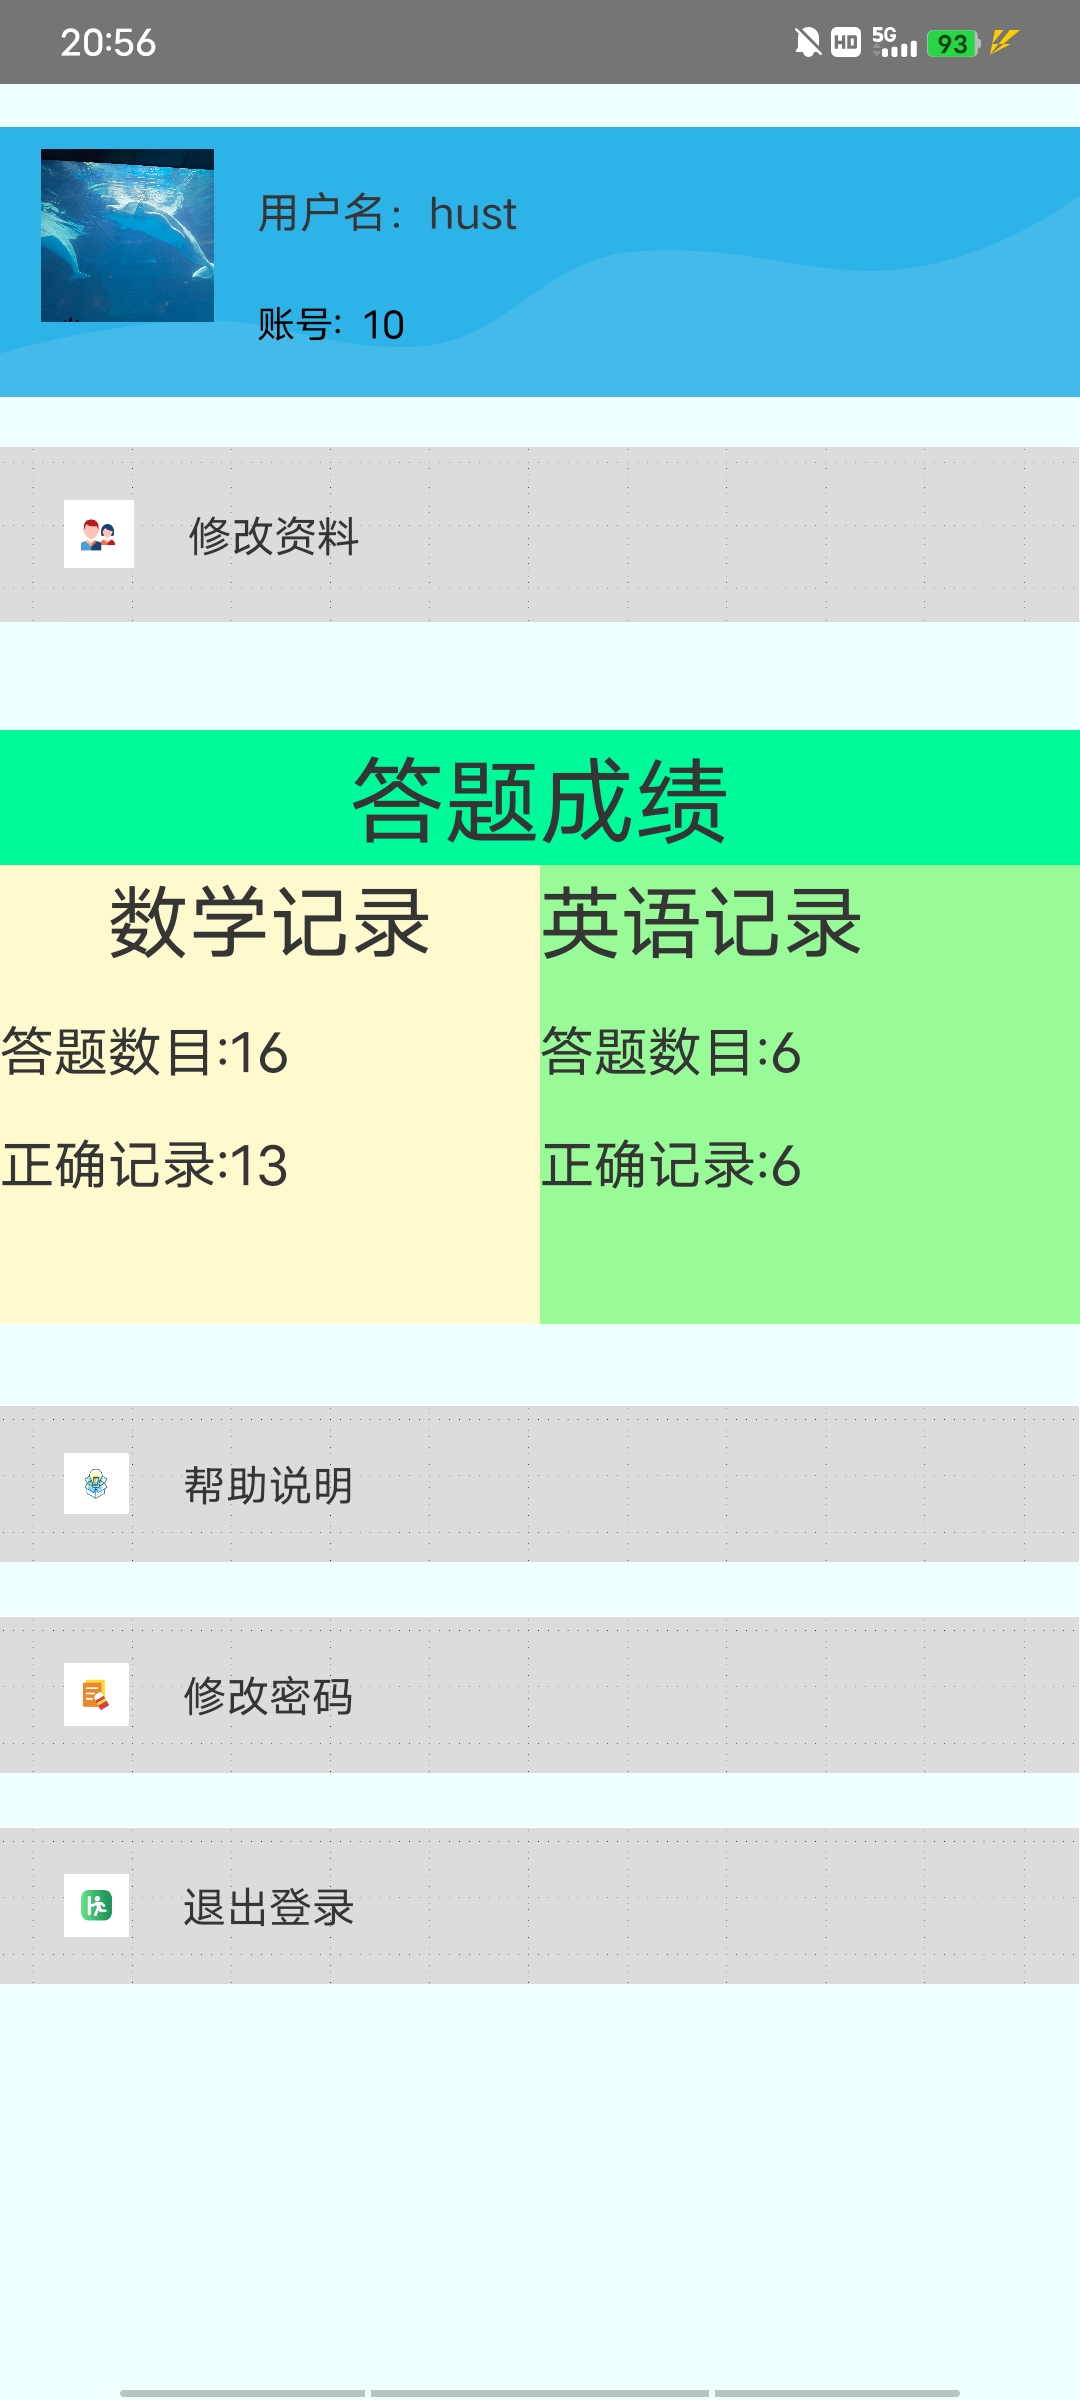 20:56 HD 5G 93
用户名：hust
账号：10
修改资料
答题成绩
数学记录 英语记录
答题数目:16 答题数目:6
正确记录:13 正确记录:6
帮助说明
修改密码
退出登录